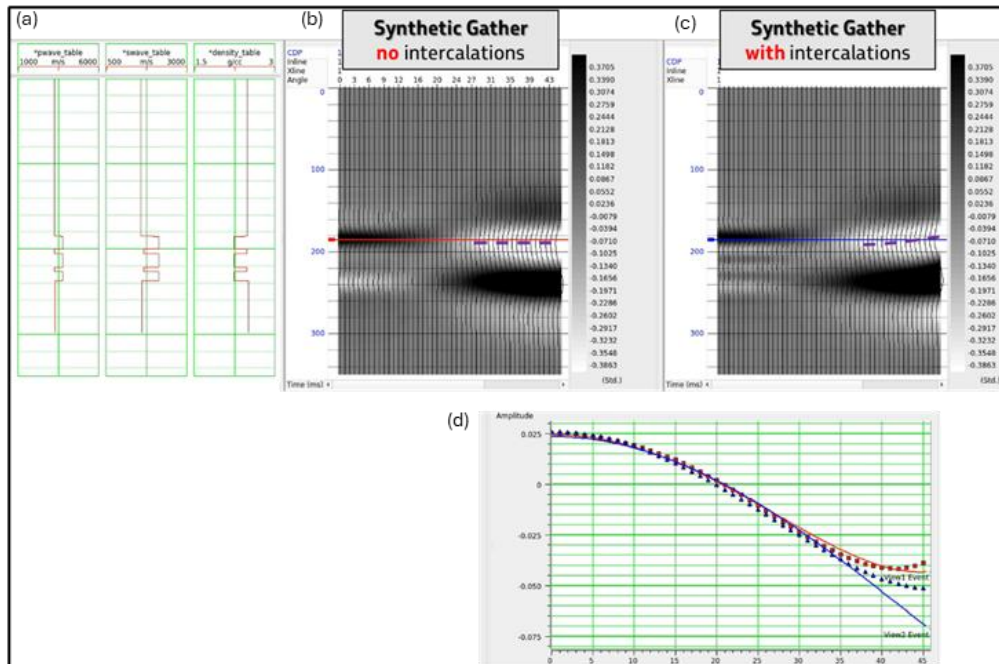 (a)
*pwave_table
1000 m/s 6000
*swave_table
500 m/s 3000
*density_table
1.5 g/cc 3
(b)
Synthetic Gather
no intercalations
CDP
Inline
Xline
Angle
0 3 6 9 12 15 18 21 24 27 30 35 40 43
0
100
200
300
Time (ms)
0.3705
0.3390
0.3074
0.2759
0.2444
0.2128
0.1813
0.1497
0.1182
0.0867
0.0552
0.0236
-0.0079
-0.0394
-0.0710
-0.1025
-0.1340
-0.1656
-0.1971
-0.2286
-0.2602
-0.2917
-0.3232
-0.3548
-0.3863
(Std.)
(c)
Synthetic Gather
with intercalations
CDP
Inline
Xline
0
100
200
300
Time (ms)
0.3705
0.3390
0.3074
0.2759
0.2444
0.2128
0.1813
0.1497
0.1182
0.0867
0.0552
0.0236
-0.0079
-0.0394
-0.0710
-0.1025
-0.1340
-0.1656
-0.1971
-0.2286
-0.2602
-0.2917
-0.3232
-0.3548
-0.3863
(Std.)
(d)
Amplitude
0.025
0
-0.025
-0.050
-0.075
View1 Event
View2 Event
0 5 10 15 20 25 30 35 40 45